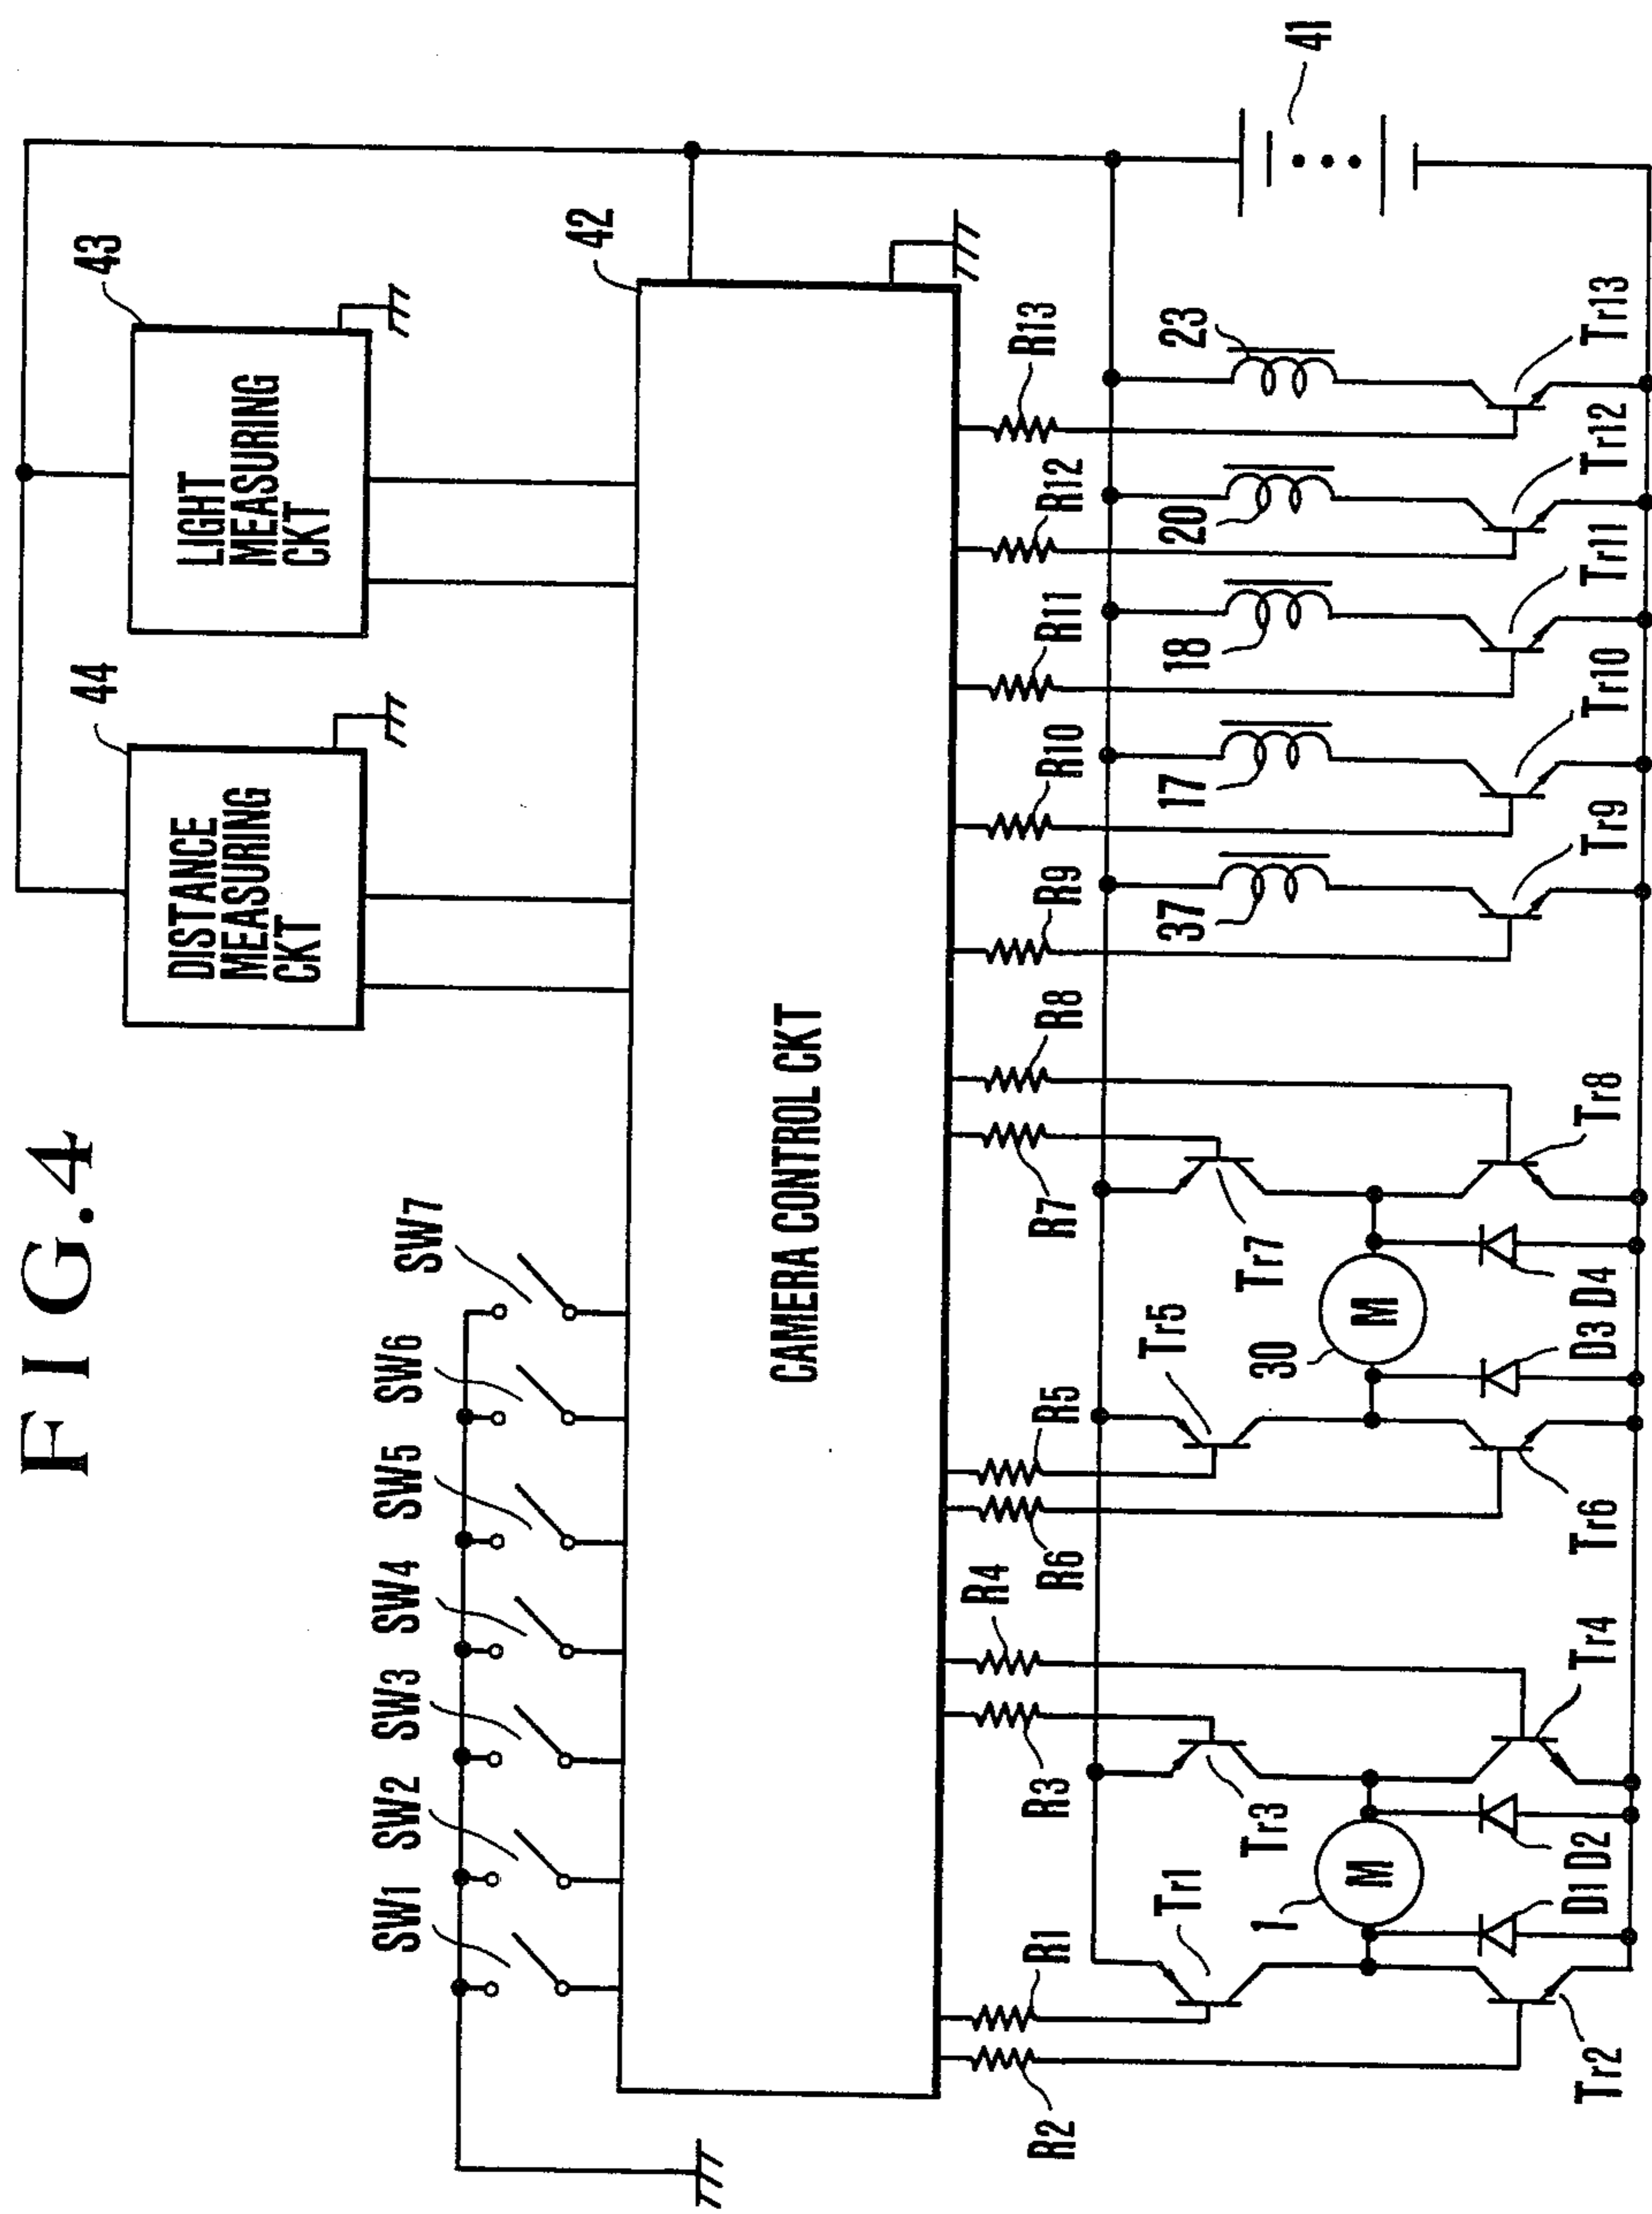 FIG.4
44
43
DISTANCE
MEASURING
CKT
LIGHT
MEASURING
CKT
SW1
SW2
SW3
SW4
SW5
SW6
SW7
42
CAMERA CONTROL CKT
R2
R1
R3
R4
R6
R5
R7
R8
R9
R10
R11
R12
R13
Tr1
Tr3
Tr5
Tr7
37
17
18
20
23
41
1
M
30
M
D1
D2
D3
D4
Tr2
Tr4
Tr6
Tr8
Tr9
Tr10
Tr11
Tr12
Tr13